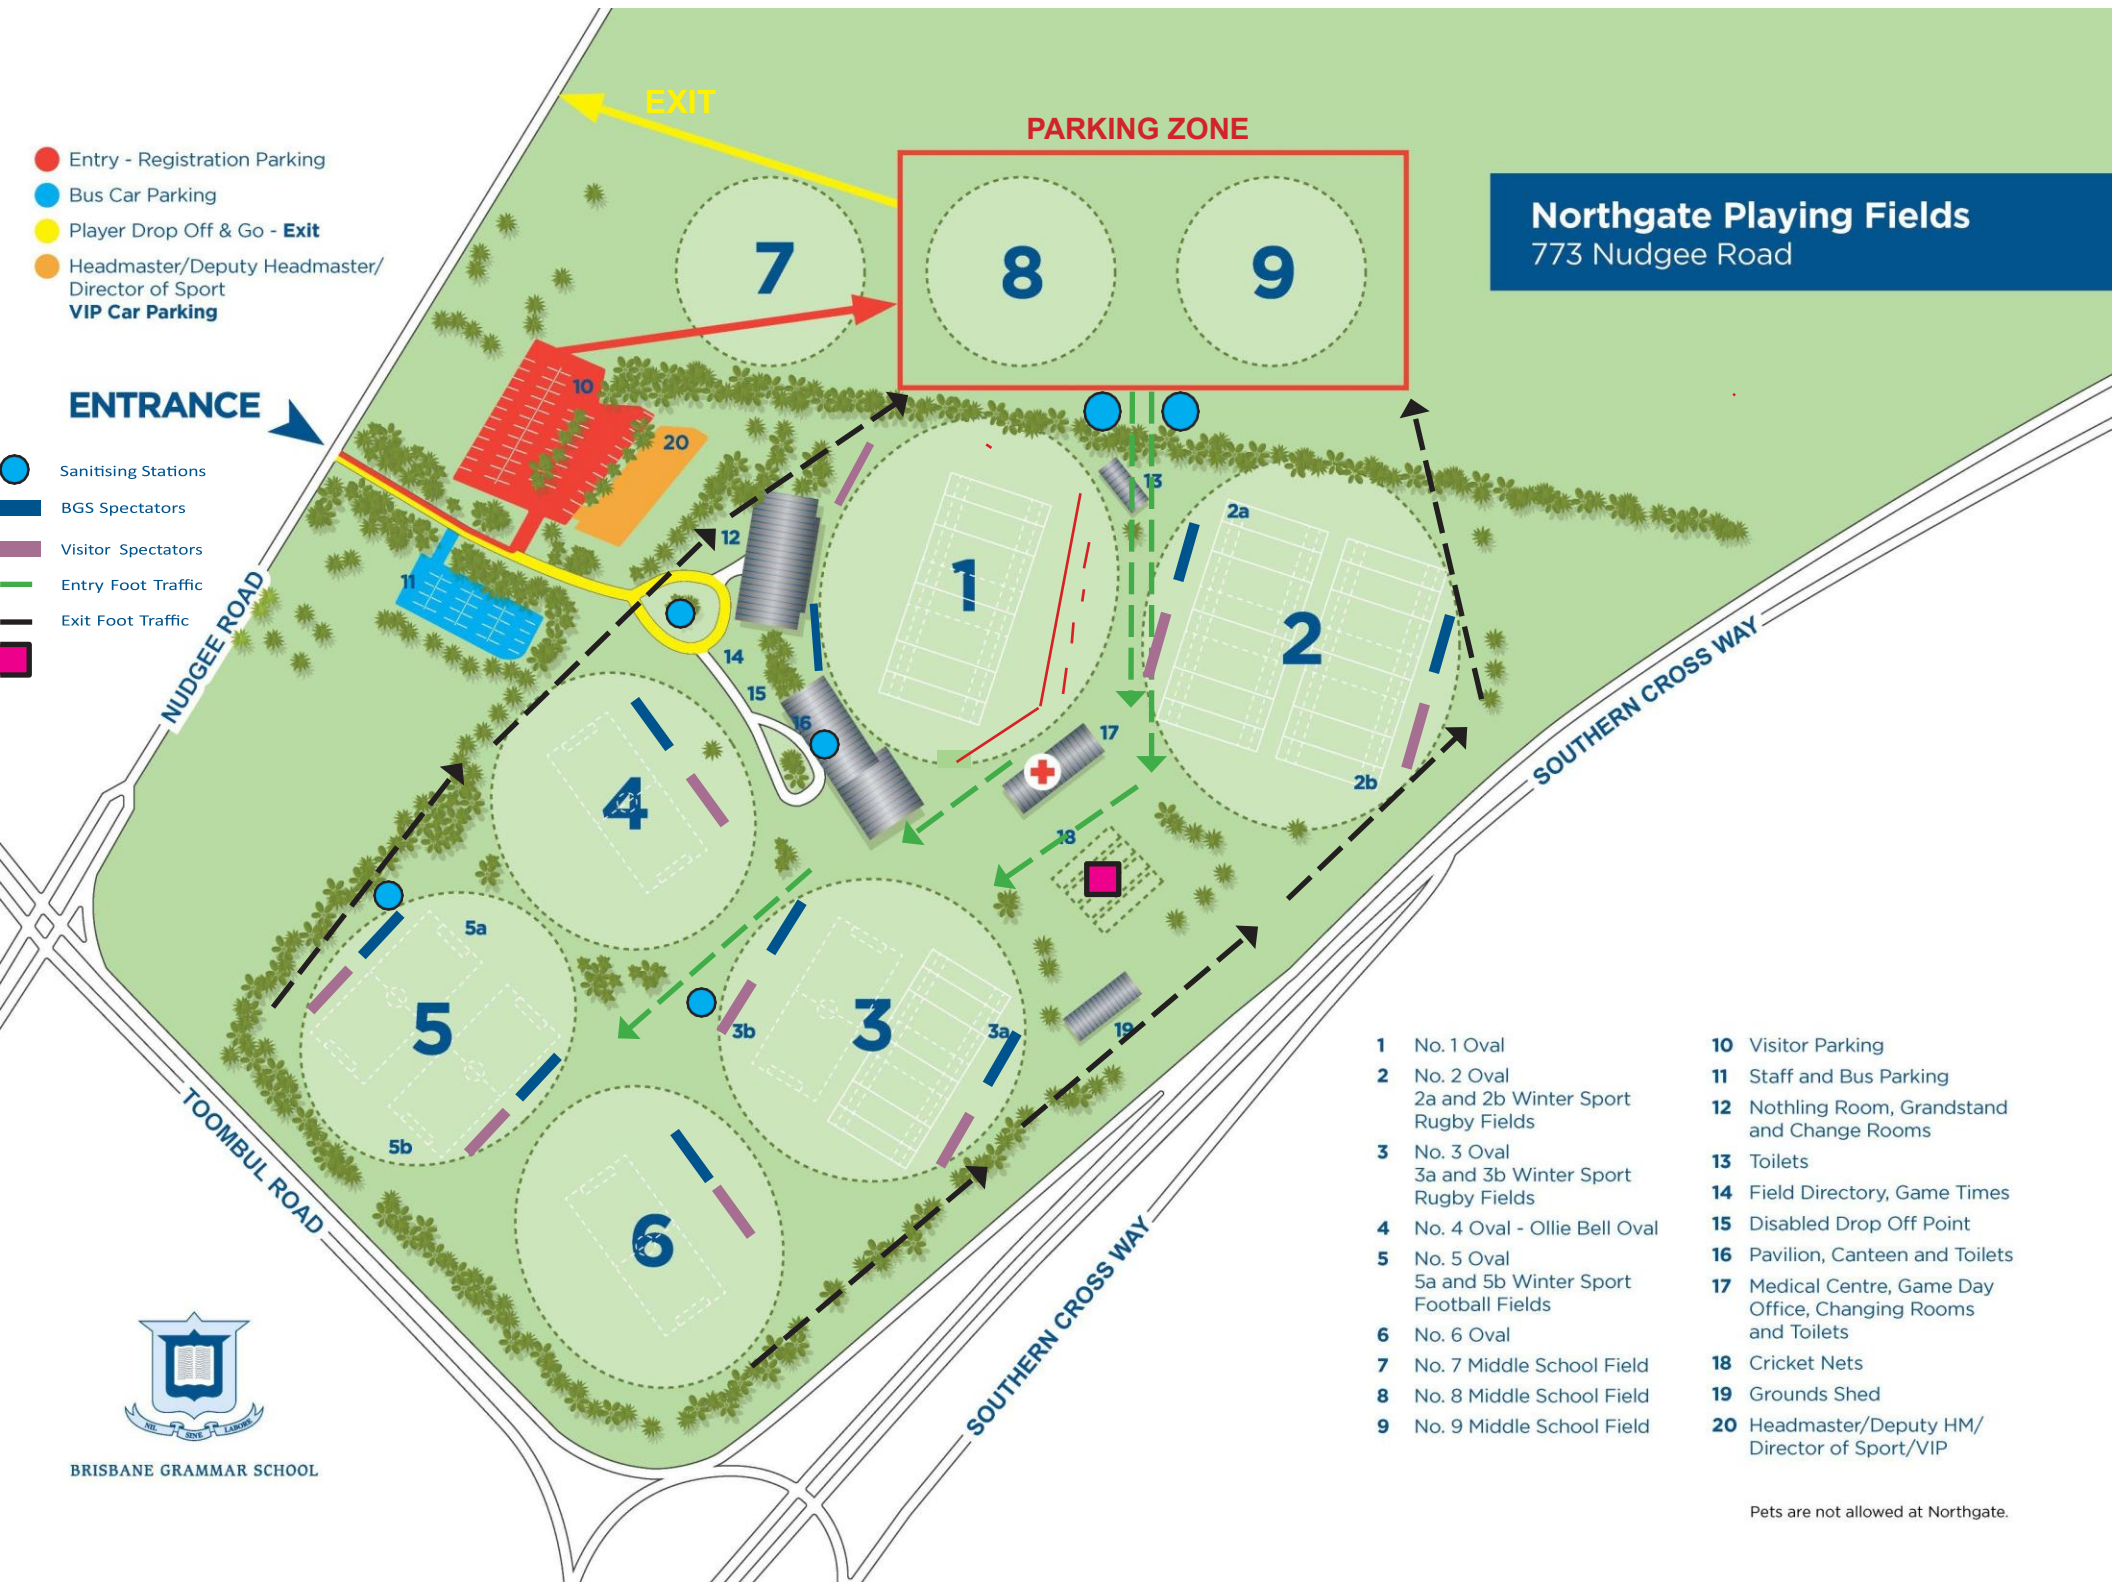 EXIT
PARKING ZONE
Northgate Playing Fields
773 Nudgee Road
Entry - Registration Parking
Bus Car Parking
Player Drop Off & Go - Exit
Headmaster/Deputy Headmaster/
Director of Sport
VIP Car Parking
ENTRANCE
Sanitising Stations
BGS Spectators
Visitor Spectators
Entry Foot Traffic
Exit Foot Traffic
7
8
9
10
20
11
12
13
14
15
16
17
18
19
1
2
2a
2b
3
3a
3b
4
5
5a
5b
6
NUDGEE ROAD
TOOMBUL ROAD
SOUTHERN CROSS WAY
SOUTHERN CROSS WAY
NIL SINE LABORE
BRISBANE GRAMMAR SCHOOL
1 No. 1 Oval
2 No. 2 Oval
2a and 2b Winter Sport
Rugby Fields
3 No. 3 Oval
3a and 3b Winter Sport
Rugby Fields
4 No. 4 Oval - Ollie Bell Oval
5 No. 5 Oval
5a and 5b Winter Sport
Football Fields
6 No. 6 Oval
7 No. 7 Middle School Field
8 No. 8 Middle School Field
9 No. 9 Middle School Field
10 Visitor Parking
11 Staff and Bus Parking
12 Nothling Room, Grandstand
and Change Rooms
13 Toilets
14 Field Directory, Game Times
15 Disabled Drop Off Point
16 Pavilion, Canteen and Toilets
17 Medical Centre, Game Day
Office, Changing Rooms
and Toilets
18 Cricket Nets
19 Grounds Shed
20 Headmaster/Deputy HM/
Director of Sport/VIP
Pets are not allowed at Northgate.